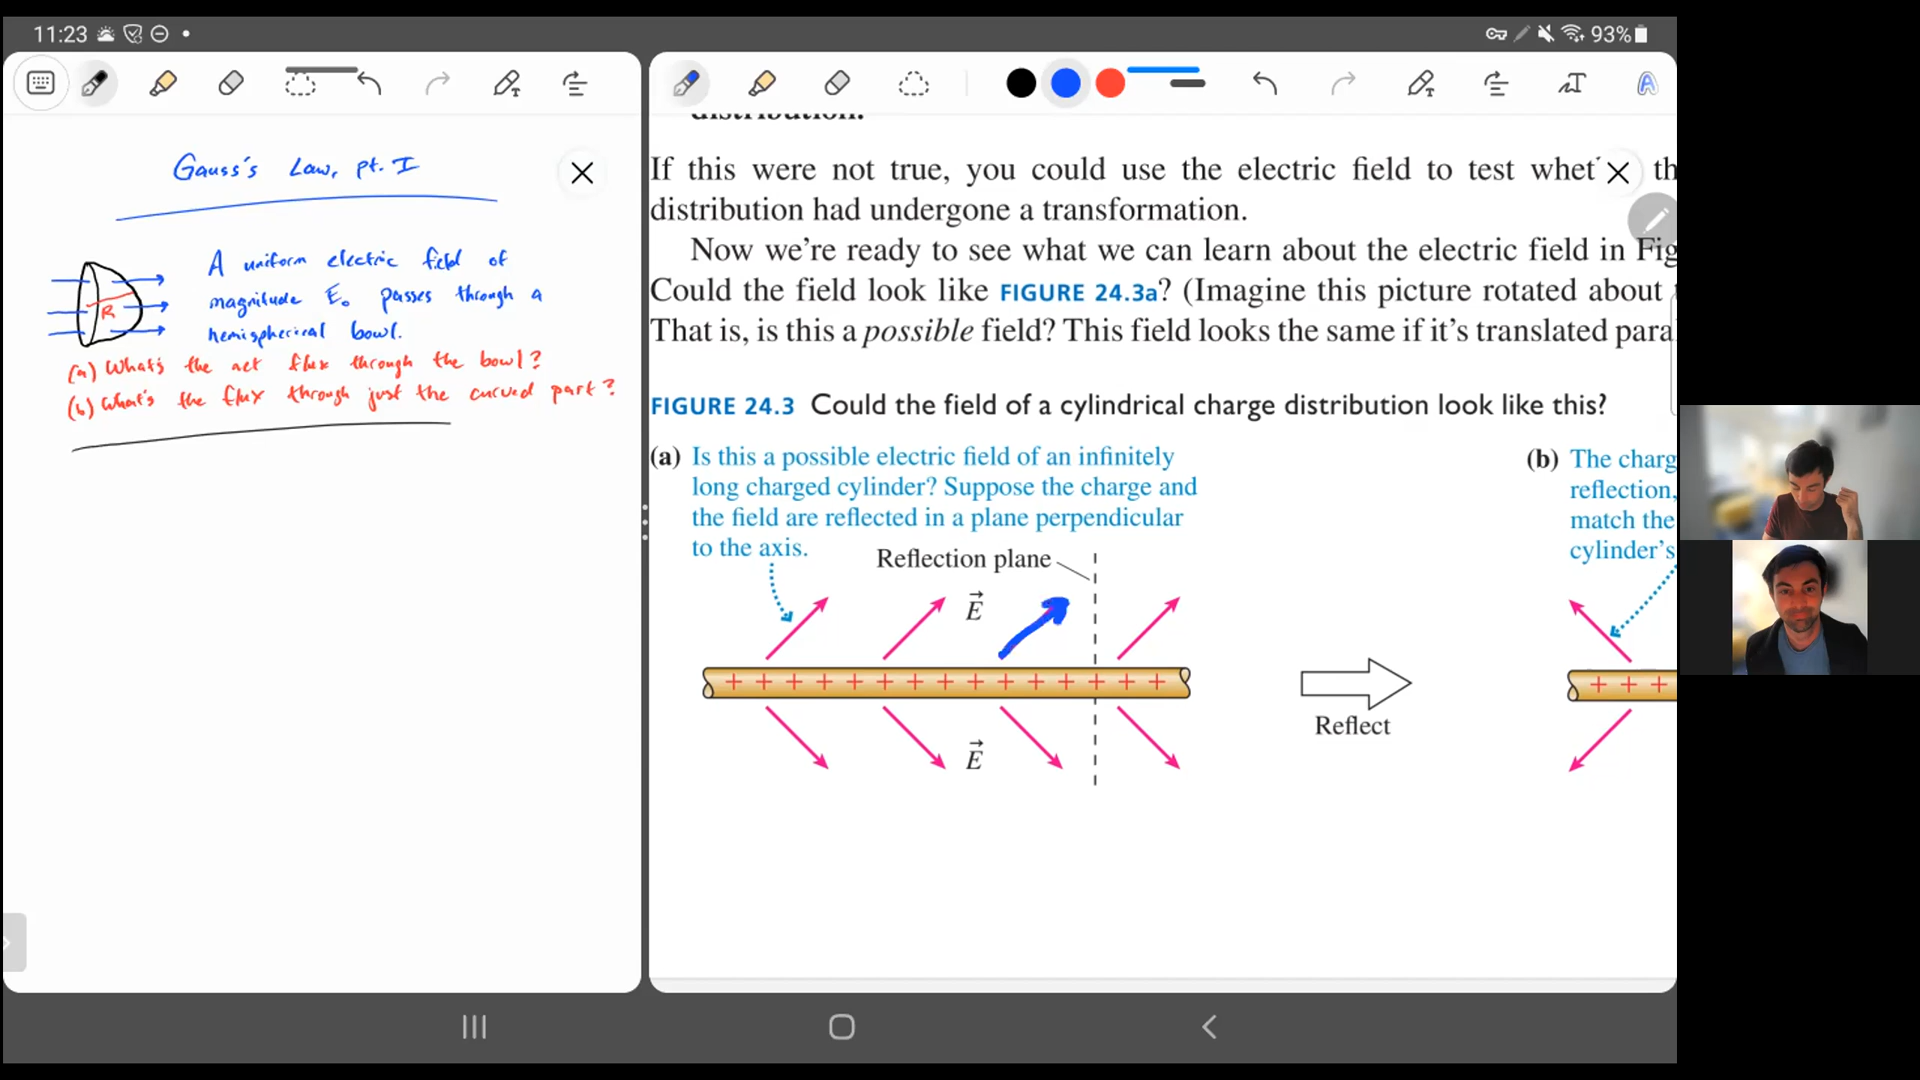 11:23
93%
Gauss's Law, pt. I
A uniform electric field of
magnitude E₀ passes through a
hemispherical bowl.
R
(a) What's the net flux through the bowl?
(b) What's the flux through just the curved part?
distribution.
If this were not true, you could use the electric field to test whet th
distribution had undergone a transformation.
Now we're ready to see what we can learn about the electric field in Fig
Could the field look like FIGURE 24.3a? (Imagine this picture rotated about
That is, is this a possible field? This field looks the same if it's translated para
FIGURE 24.3 Could the field of a cylindrical charge distribution look like this?
(a) Is this a possible electric field of an infinitely
long charged cylinder? Suppose the charge and
the field are reflected in a plane perpendicular
to the axis.
Reflection plane
E⃗
+ + + + + + + + + + + + + + +
E⃗
Reflect
(b) The charg
reflection,
match the
cylinder's
+ + +